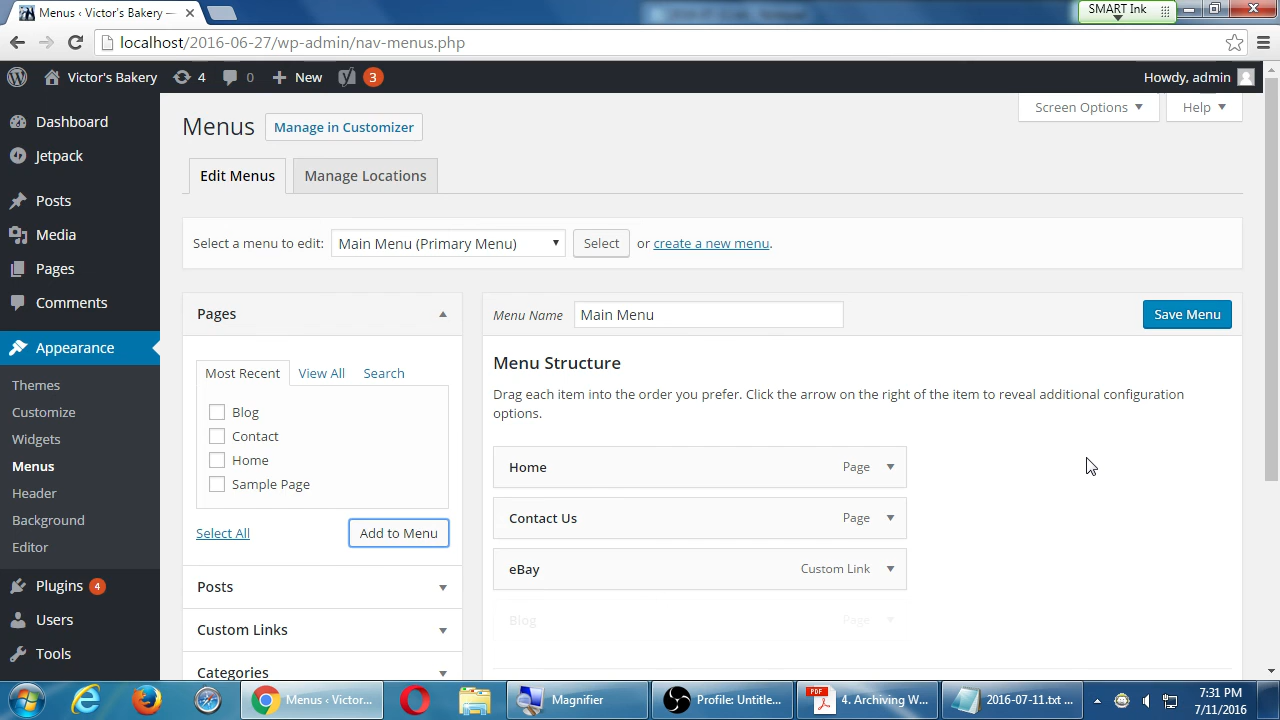 Menus ‹ Victor's Bakery —
SMART Ink
localhost/2016-06-27/wp-admin/nav-menus.php
Victor's Bakery 4 0 New 3 Howdy, admin
Screen Options Help
Menus Manage in Customizer
Edit Menus Manage Locations
Select a menu to edit: Main Menu (Primary Menu) Select or create a new menu.
Dashboard
Jetpack
Posts
Media
Pages
Comments
Appearance
Themes
Customize
Widgets
Menus
Header
Background
Editor
Plugins 4
Users
Tools
Pages
Most Recent View All Search
Blog
Contact
Home
Sample Page
Select All Add to Menu
Posts
Custom Links
Categories
Menu Name Main Menu Save Menu
Menu Structure
Drag each item into the order you prefer. Click the arrow on the right of the item to reveal additional configuration
options.
Home Page
Contact Us Page
eBay Custom Link
Blog Page
Menus ‹ Victor... Magnifier Profile: Untitle... PDF 4. Archiving W... 2016-07-11.txt ...
7:31 PM
7/11/2016